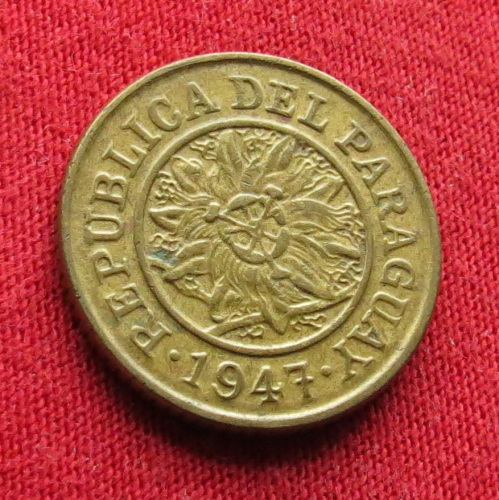 REPUBLICA DEL PARAGUAY
· 1947 ·